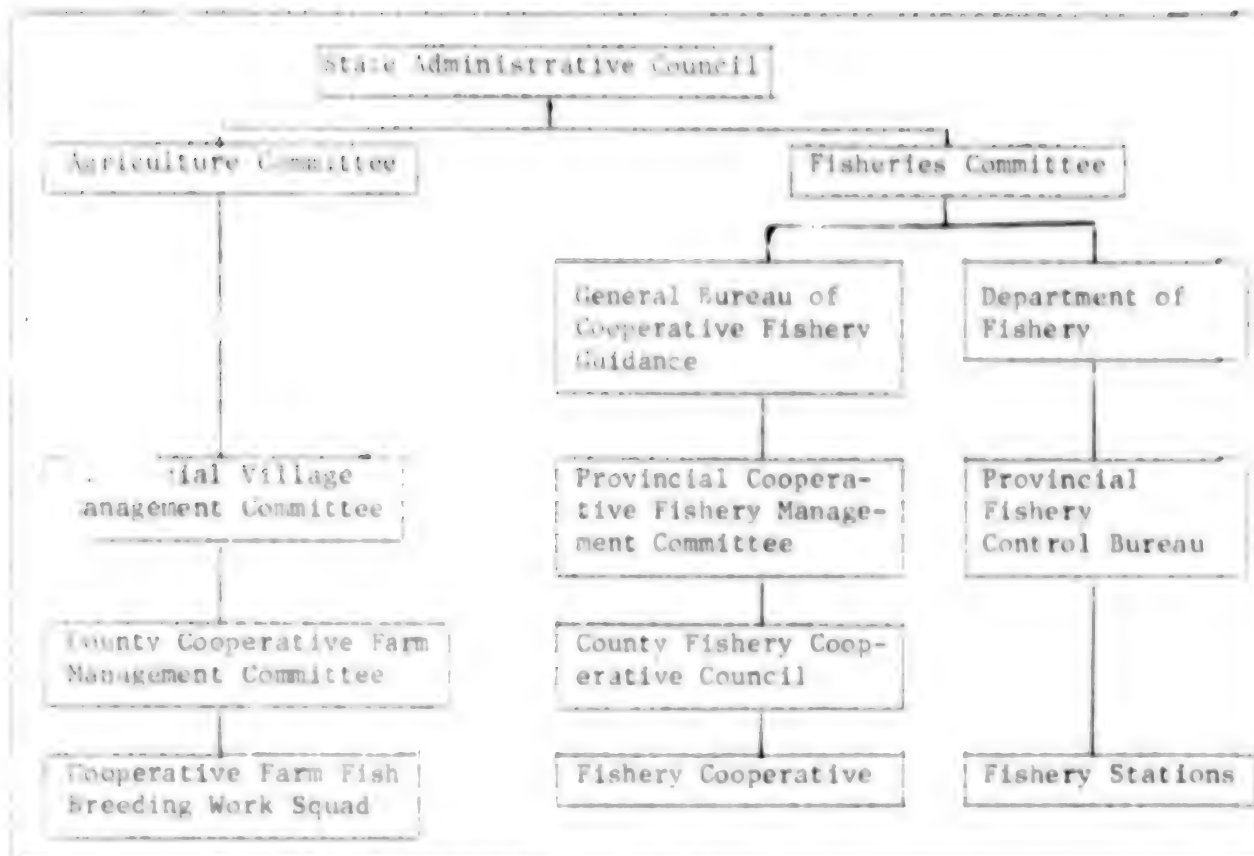 State Administrative Council
Agriculture Committee
Fisheries Committee
General Bureau of
Cooperative Fishery
Guidance
Department of
Fishery
Village
Management Committee
Provincial Coopera-
tive Fishery Manage-
ment Committee
Provincial
Fishery
Control Bureau
County Cooperative Farm
Management Committee
County Fishery Coop-
erative Council
Cooperative Farm Fish
Breeding Work Squad
Fishery Cooperative
Fishery Stations